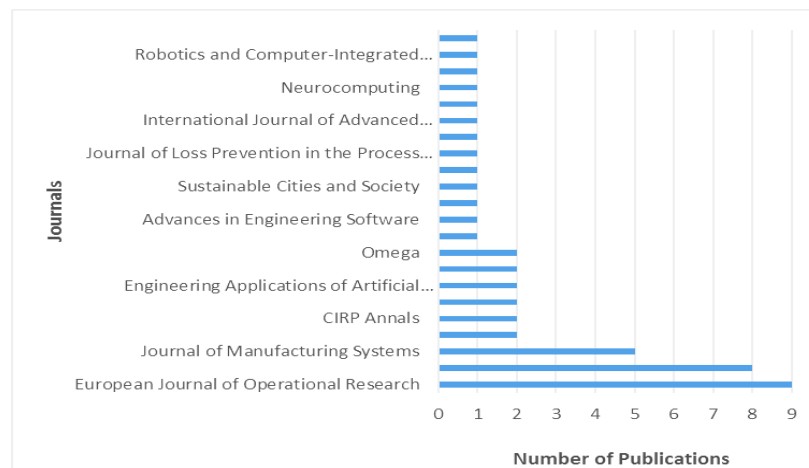 Robotics and Computer-Integrated...
Neurocomputing
International Journal of Advanced...
Journal of Loss Prevention in the Process...
Sustainable Cities and Society
Advances in Engineering Software
Omega
Engineering Applications of Artificial...
CIRP Annals
Journal of Manufacturing Systems
European Journal of Operational Research
Journals
0 1 2 3 4 5 6 7 8 9
Number of Publications